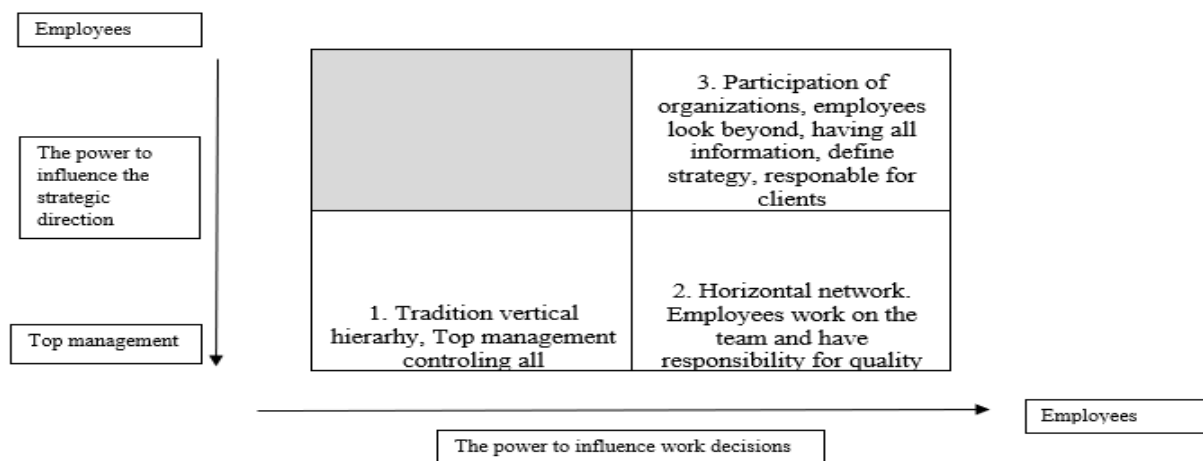 Employees
3. Participation of
organizations, employees
look beyond, having all
information, define
strategy, responable for
clients
The power to
influence the
strategic
direction
1. Tradition vertical
hierarchy, Top management
controling all
2. Horizontal network.
Employees work on the
team and have
responsibility for quality
Top management
Employees
The power to influence work decisions